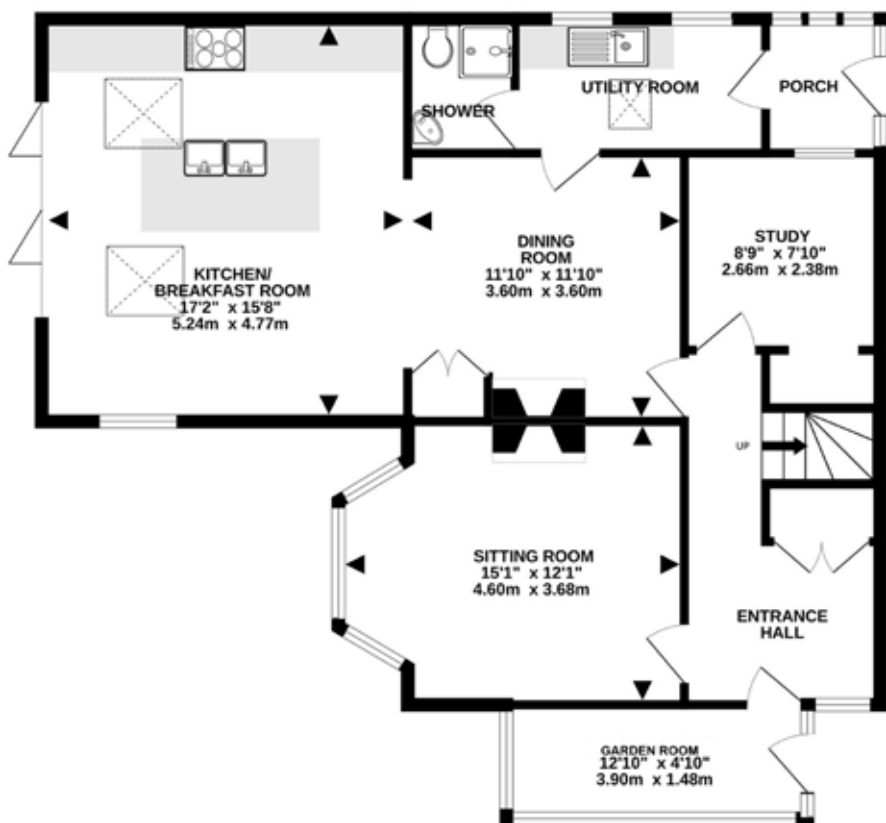 SHOWER
UTILITY ROOM
PORCH
KITCHEN/
BREAKFAST ROOM
17'2" x 15'8"
5.24m x 4.77m
DINING
ROOM
11'10" x 11'10"
3.60m x 3.60m
STUDY
8'9" x 7'10"
2.66m x 2.38m
UP
SITTING ROOM
15'1" x 12'1"
4.60m x 3.68m
ENTRANCE
HALL
GARDEN ROOM
12'10" x 4'10"
3.90m x 1.48m